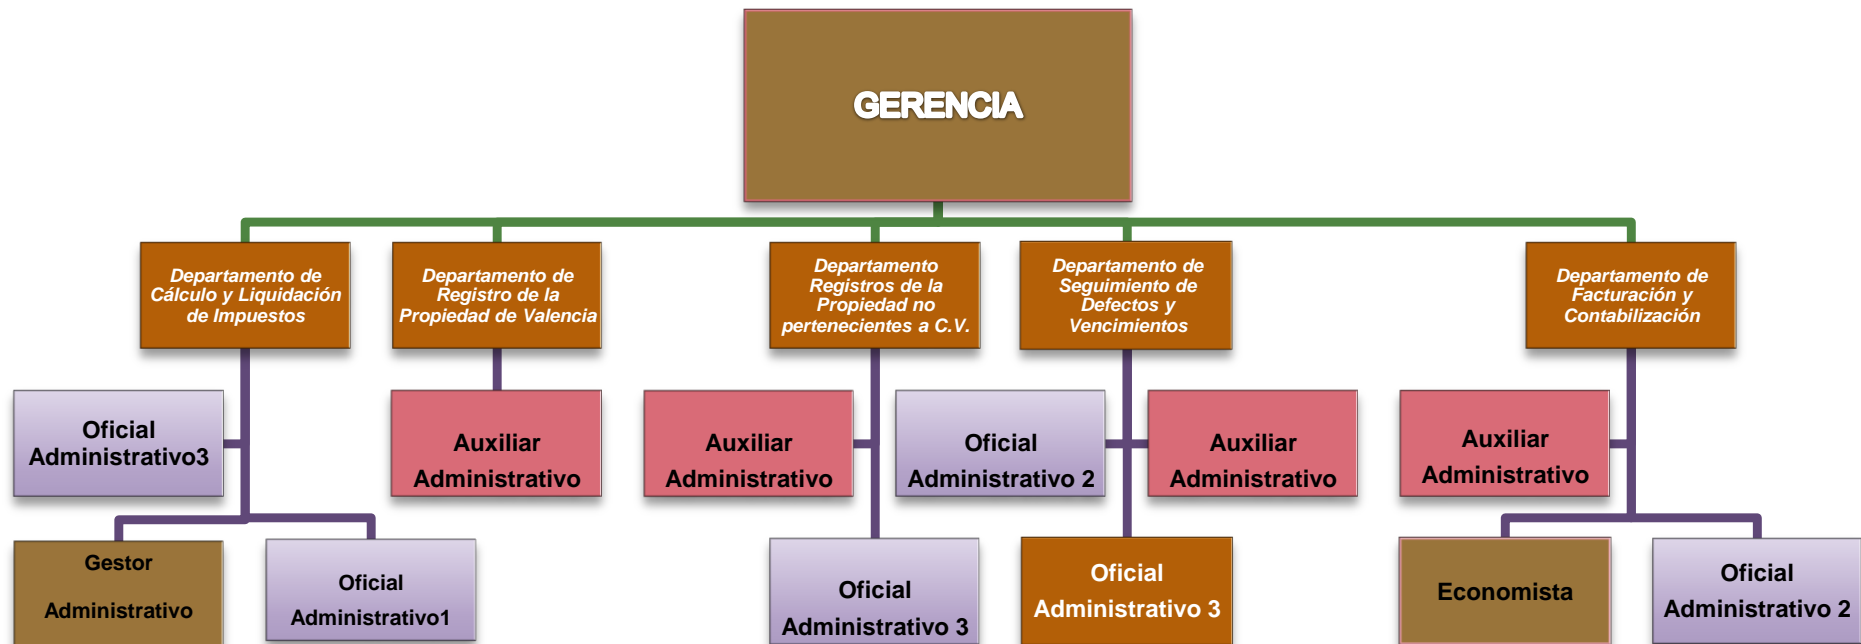 GERENCIA
Departamento de
Cálculo y Liquidación
de Impuestos
Departamento de
Registro de la
Propiedad de Valencia
Departamento
Registros de la
Propiedad no
pertenecientes a C.V.
Departamento de
Seguimiento de
Defectos y
Vencimientos
Departamento de
Facturación y
Contabilización
Oficial
Administrativo3
Auxiliar
Administrativo
Auxiliar
Administrativo
Oficial
Administrativo 2
Auxiliar
Administrativo
Auxiliar
Administrativo
Gestor
Administrativo
Oficial
Administrativo1
Oficial
Administrativo 3
Oficial
Administrativo 3
Economista
Oficial
Administrativo 2